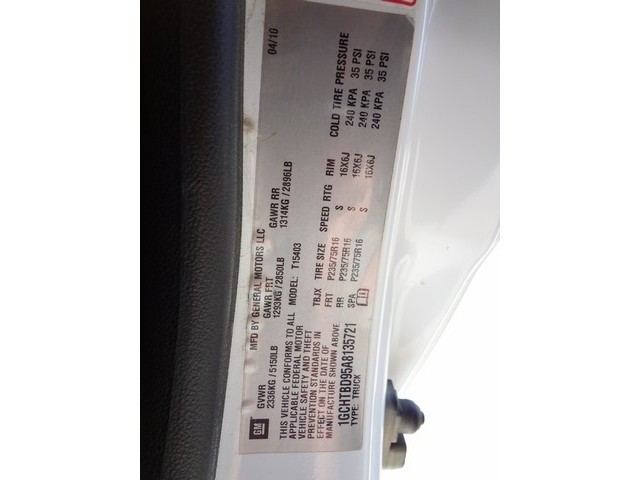 GM
MFD BY GENERAL MOTORS LLC 04/10
GVWR GAWR FRT GAWR RR
2336KG / 5150LB 1293KG / 2850LB 1314KG / 2896LB
THIS VEHICLE CONFORMS TO ALL MODEL: T15403
APPLICABLE FEDERAL MOTOR
VEHICLE SAFETY AND THEFT
PREVENTION STANDARDS IN
EFFECT ON THE DATE OF
MANUFACTURE SHOWN ABOVE.
TBJX TIRE SIZE SPEED RTG RIM COLD TIRE PRESSURE
FRT P235/75R16 S 16X6J 240 KPA 35 PSI
RR P235/75R16 S 16X6J 240 KPA 35 PSI
SPA P235/75R16 S 16X6J 240 KPA 35 PSI
1GCHTBD95A8135721
TYPE: TRUCK